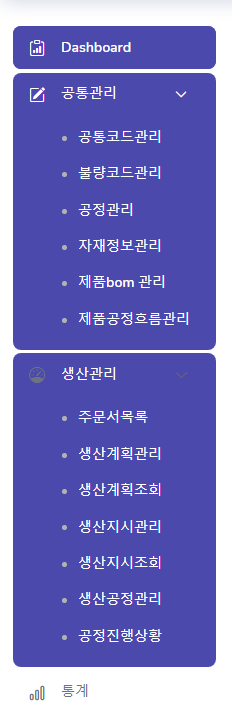 Dashboard
공통관리
공통코드관리
불량코드관리
공정관리
자재정보관리
제품bom 관리
제품공정흐름관리
생산관리
주문서목록
생산계획관리
생산계획조회
생산지시관리
생산지시조회
생산공정관리
공정진행상황
통계